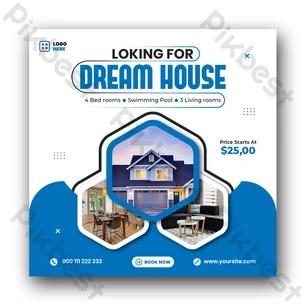 LOGO
HERE
LOKING FOR
DREAM HOUSE
4 Bed rooms Swimming Pool 3 Living rooms
Price Starts At
$25,00
000 111 222 333
BOOK NOW
www.yoursite.com
Pikbest